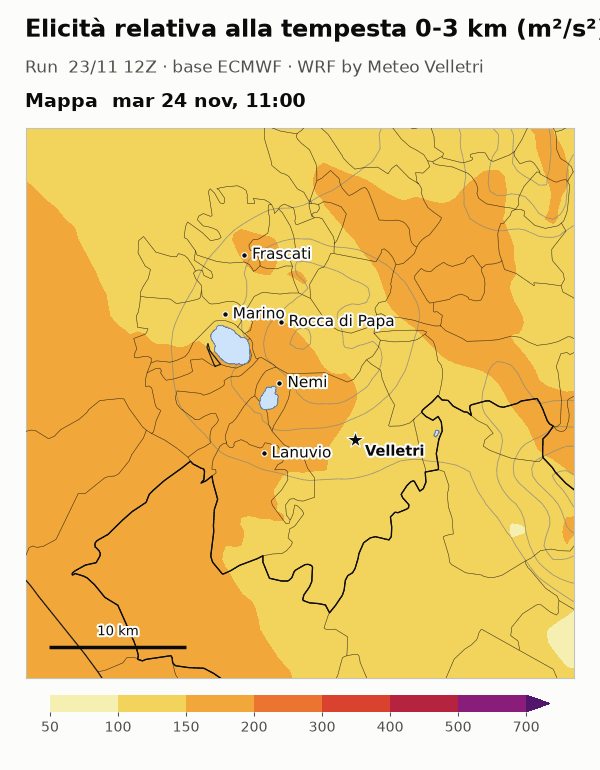 Elicità relativa alla tempesta 0-3 km (m²/s²)
Run 23/11 12Z · base ECMWF · WRF by Meteo Velletri
Mappa mar 24 nov, 11:00
Frascati
Marino
Rocca di Papa
Nemi
Velletri
Lanuvio
10 km
50 100 150 200 300 400 500 700